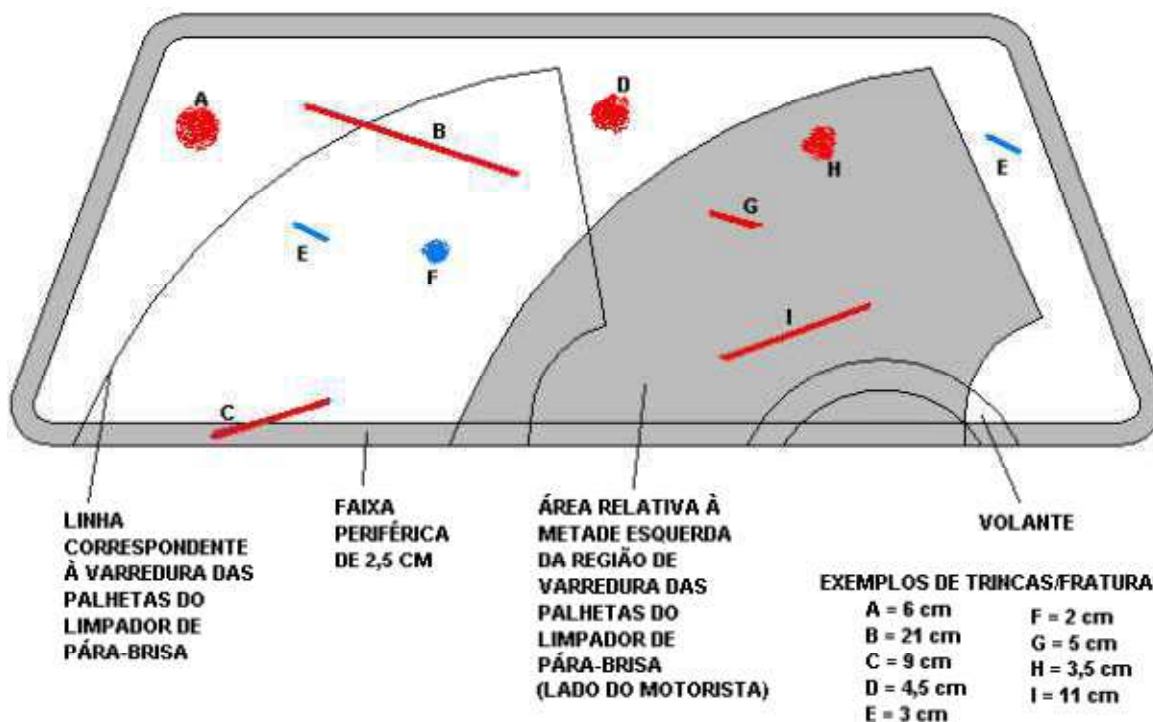 A
B
D
H
E
G
E
F
I
C
LINHA
CORRESPONDENTE
À VARREDURA DAS
PALHETAS DO
LIMPADOR DE
PÁRA-BRISA
FAIXA
PERIFÉRICA
DE 2,5 CM
ÁREA RELATIVA À
METADE ESQUERDA
DA REGIÃO DE
VARREDURA DAS
PALHETAS DO
LIMPADOR DE
PÁRA-BRISA
(LADO DO MOTORISTA)
VOLANTE
EXEMPLOS DE TRINCAS/FRATURA
A = 6 cm
B = 21 cm
C = 9 cm
D = 4,5 cm
E = 3 cm
F = 2 cm
G = 5 cm
H = 3,5 cm
I = 11 cm